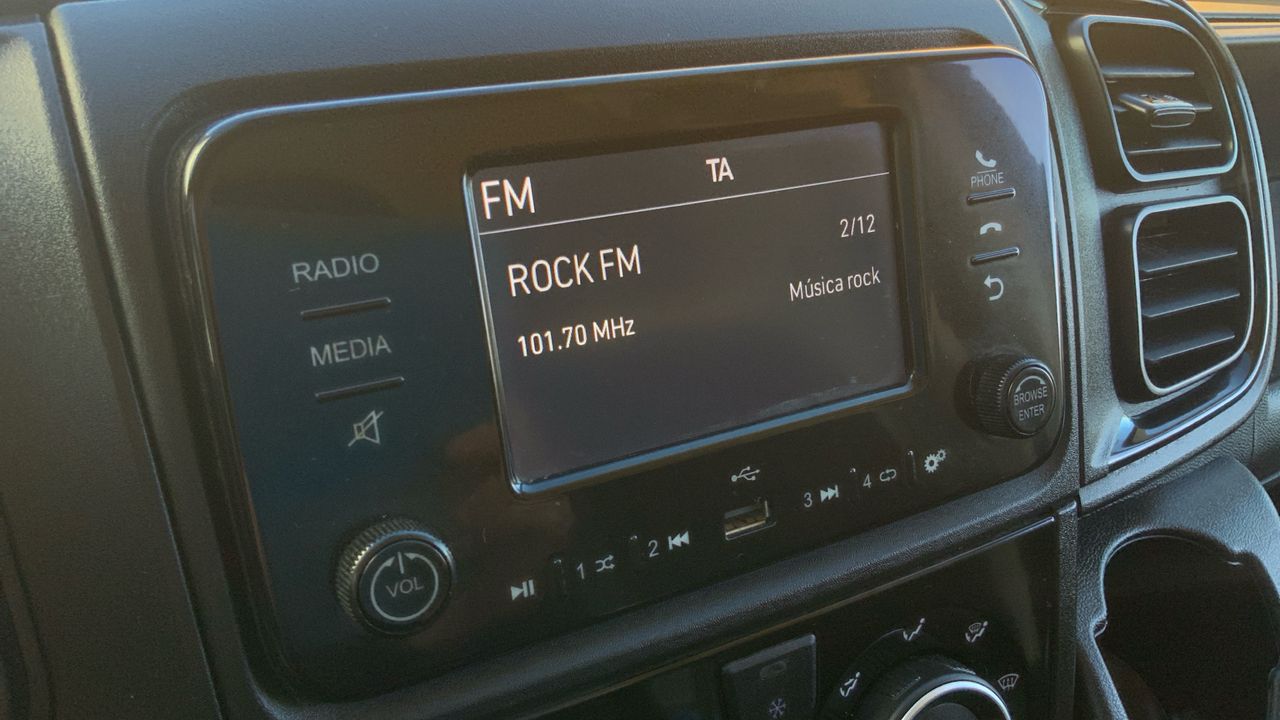 FM
TA
ROCK FM
2/12
Música rock
101.70 MHz
RADIO
MEDIA
VOL
PHONE
BROWSE
ENTER
1
2
3
4